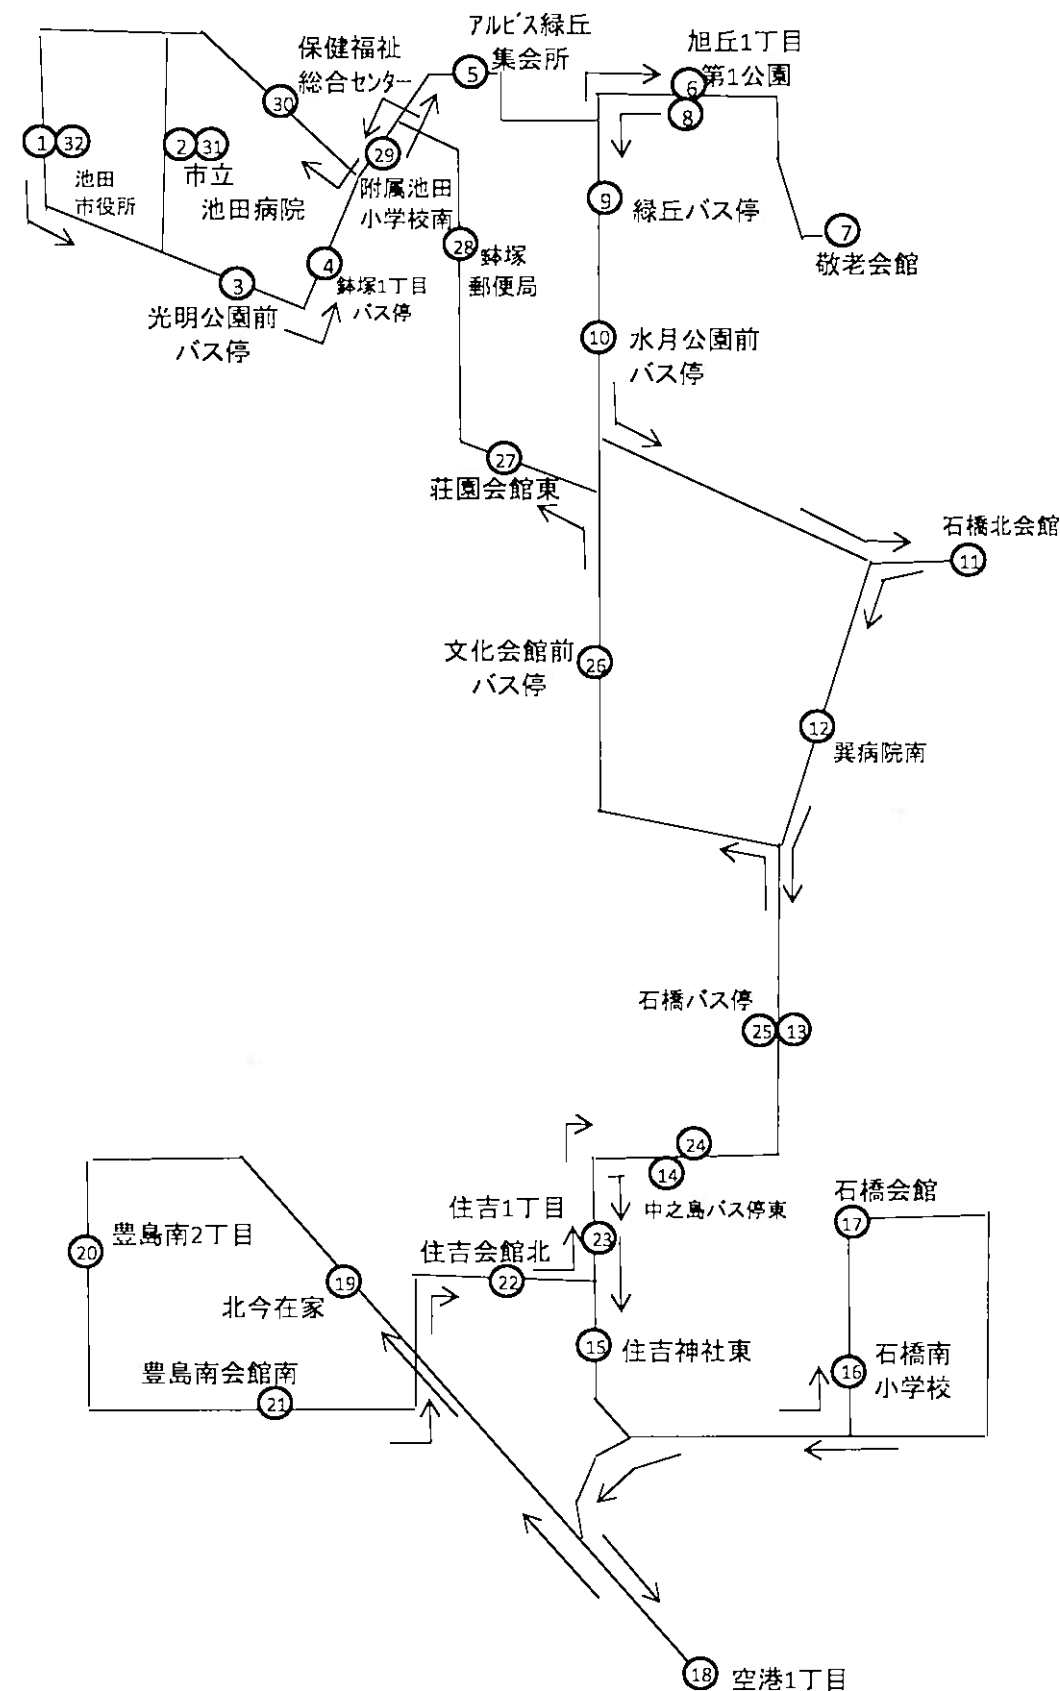 アルビス緑丘
集会所
5
旭丘1丁目
第1公園
6
8
保健福祉
総合センター
30
1
32
池田
市役所
2
31
市立
池田病院
29
附属池田
小学校南
9
緑丘バス停
7
敬老会館
28
鉢塚
郵便局
4
鉢塚1丁目
バス停
3
光明公園前
バス停
10
水月公園前
バス停
27
荘園会館東
石橋北会館
11
文化会館前
バス停
26
12
巽病院南
石橋バス停
25
13
24
14
中之島バス停東
石橋会館
17
住吉1丁目
23
住吉会館北
22
20
豊島南2丁目
19
北今在家
15
住吉神社東
16
石橋南
小学校
豊島南会館南
21
18
空港1丁目